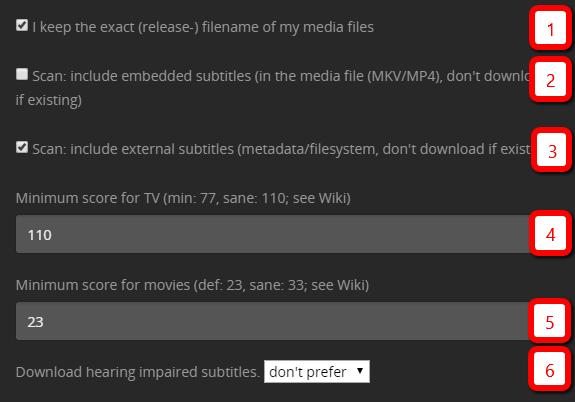 I keep the exact (release-) filename of my media files 1
Scan: include embedded subtitles (in the media file (MKV/MP4), don't 2
if existing)
Scan: include external subtitles (metadata/filesystem, don't download if 3
Minimum score for TV (min: 77, sane: 110; see Wiki)
110 4
Minimum score for movies (def: 23, sane: 33; see Wiki)
23 5
Download hearing impaired subtitles. don't prefer 6